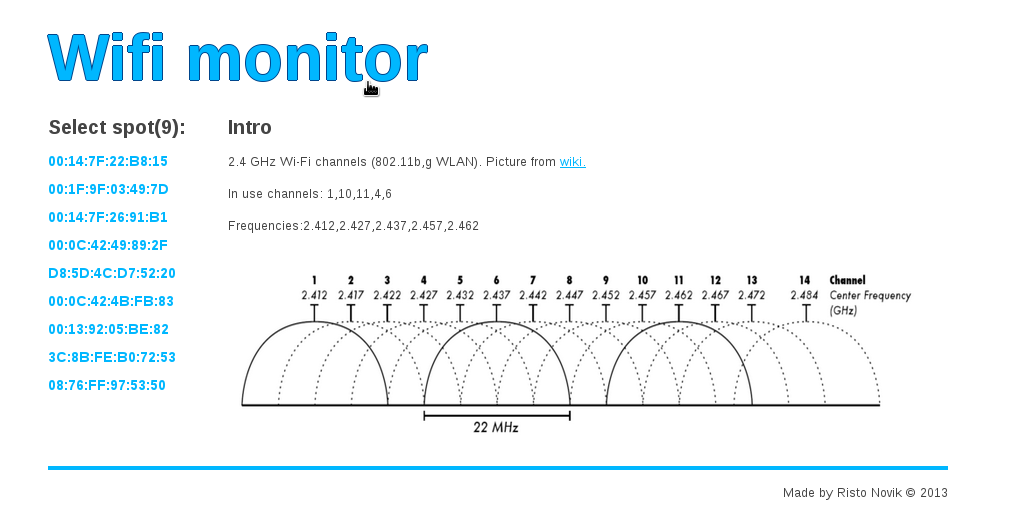 Wifi monitor
Select spot(9):
00:14:7F:22:B8:15
00:1F:9F:03:49:7D
00:14:7F:26:91:B1
00:0C:42:49:89:2F
D8:5D:4C:D7:52:20
00:0C:42:4B:FB:83
00:13:92:05:BE:82
3C:8B:FE:B0:72:53
08:76:FF:97:53:50
Intro
2.4 GHz Wi-Fi channels (802.11b,g WLAN). Picture from wiki.
In use channels: 1,10,11,4,6
Frequencies:2.412,2.427,2.437,2.457,2.462
1 2 3 4 5 6 7 8 9 10 11 12 13 14 Channel
2.412 2.417 2.422 2.427 2.432 2.437 2.442 2.447 2.452 2.457 2.462 2.467 2.472 2.484 Center Frequency
(GHz)
22 MHz
Made by Risto Novik © 2013